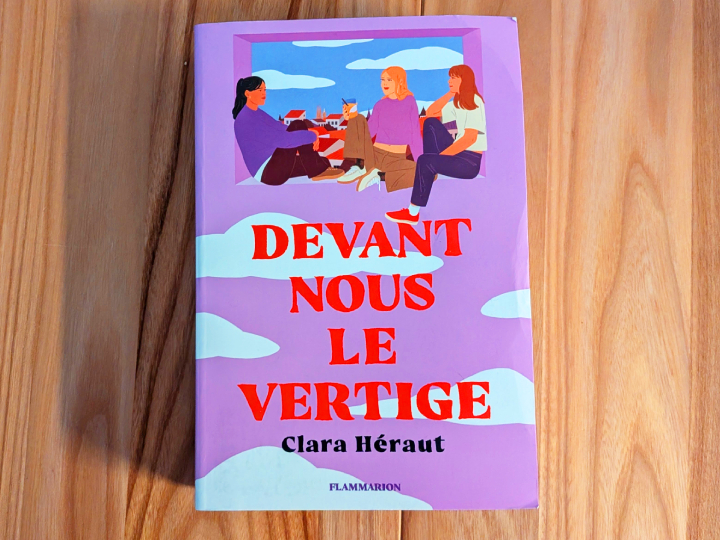 DEVANT
NOUS
LE
VERTIGE
Clara Héraut
FLAMMARION